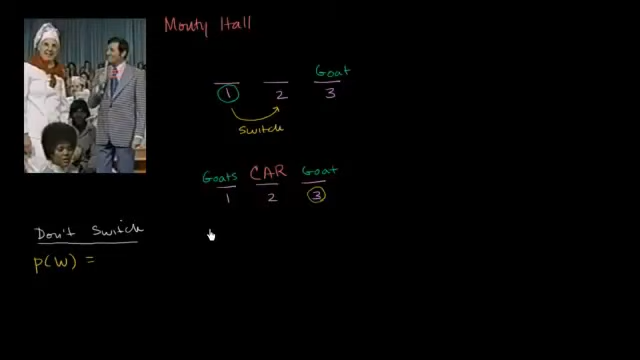 Monty Hall
Goat
1 2 3
Switch
Goats CAR Goat
1 2 3
Don't Switch
P(W) =